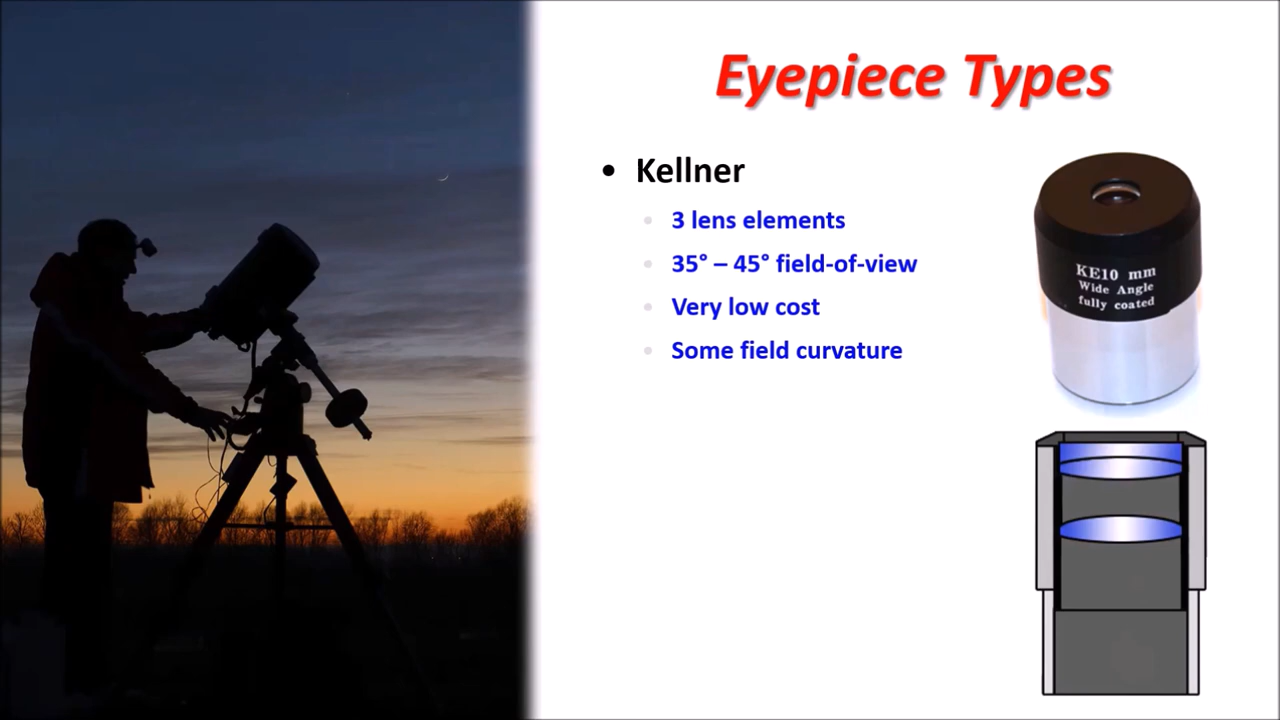 Eyepiece Types
• Kellner
• 3 lens elements
• 35° – 45° field-of-view
• Very low cost
• Some field curvature
KE10 mm
Wide Angle
fully coated